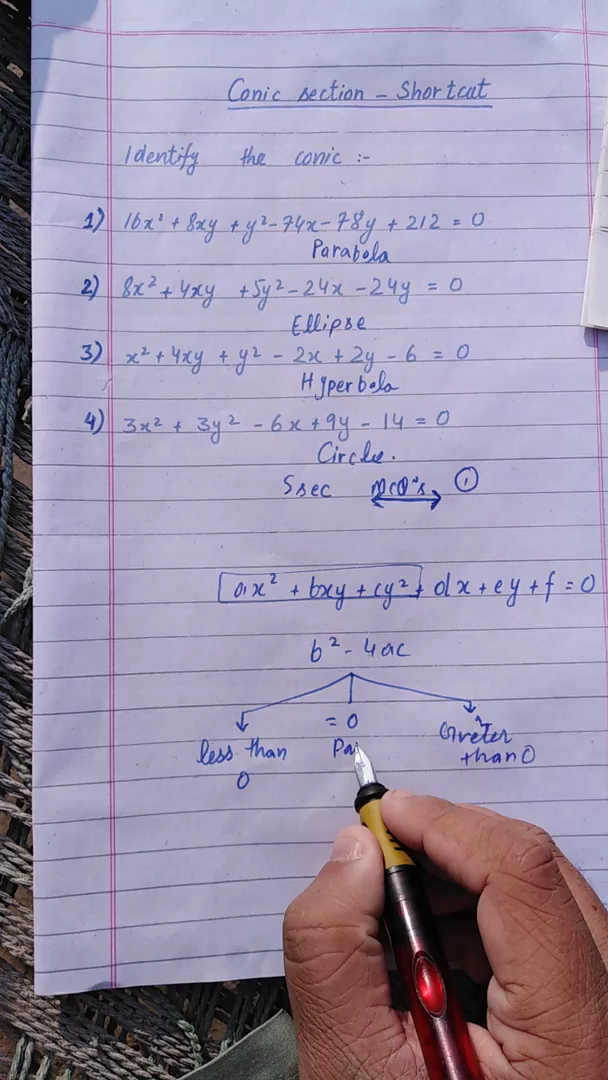 Conic section - Shortcut
Identify the conic :-
1) 16x² + 8xy + y² - 74x - 78y + 212 = 0
Parabola
2) 8x² + 4xy + 5y² - 24x - 24y = 0
Ellipse
3) x² + 4xy + y² - 2x + 2y - 6 = 0
Hyperbola
4) 3x² + 3y² - 6x + 9y - 14 = 0
Circle.
5sec MCQ's ①
ax² + bxy + cy² + dx + ey + f = 0
b² - 4ac
less than = 0 Greter
0 Pa than 0